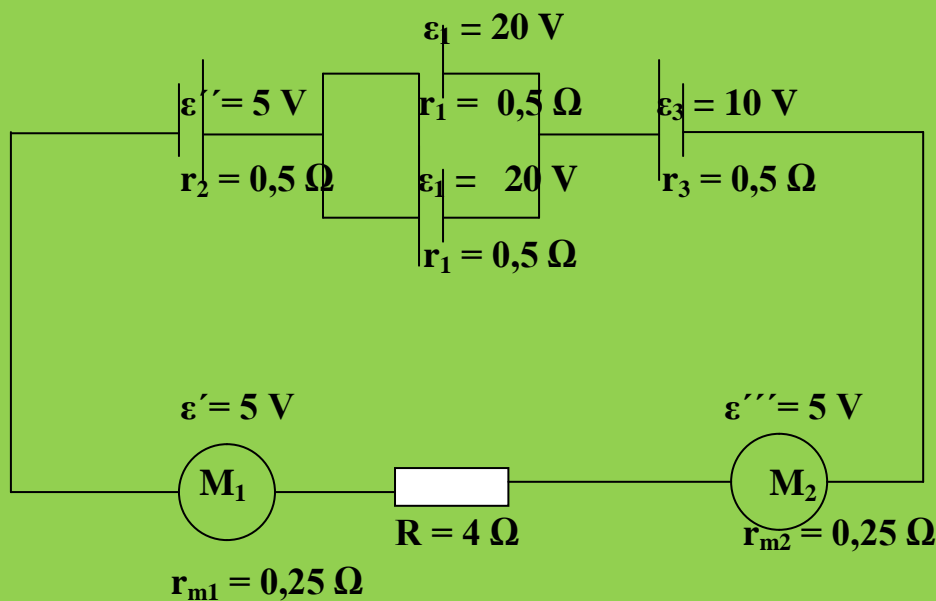 ε₁ = 20 V
ε´´= 5 V
r₁ = 0,5 Ω
ε₃ = 10 V
r₂ = 0,5 Ω
ε₁ = 20 V
r₃ = 0,5 Ω
r₁ = 0,5 Ω
ε´= 5 V
ε´´´= 5 V
M₁
M₂
R = 4 Ω
rₘ₂ = 0,25 Ω
rₘ₁ = 0,25 Ω